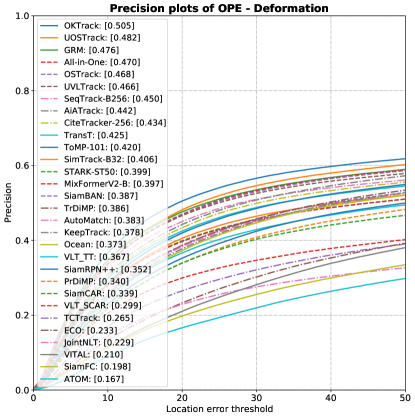 Precision plots of OPE - Deformation
OKTrack: [0.505]
UOSTrack: [0.482]
GRM: [0.476]
All-in-One: [0.470]
OSTrack: [0.468]
UVLTrack: [0.466]
SeqTrack-B256: [0.450]
AiATrack: [0.442]
CiteTracker-256: [0.434]
TransT: [0.425]
ToMP-101: [0.420]
SimTrack-B32: [0.406]
STARK-ST50: [0.399]
MixFormerV2-B: [0.397]
SiamBAN: [0.387]
TrDiMP: [0.386]
AutoMatch: [0.383]
KeepTrack: [0.378]
Ocean: [0.373]
VLT_TT: [0.367]
SiamRPN++: [0.352]
PrDiMP: [0.340]
SiamCAR: [0.339]
VLT_SCAR: [0.299]
TCTrack: [0.265]
ECO: [0.233]
JointNLT: [0.229]
VITAL: [0.210]
SiamFC: [0.198]
ATOM: [0.167]
Precision
1.0
0.8
0.6
0.4
0.2
0.0
0 10 20 30 40 50
Location error threshold